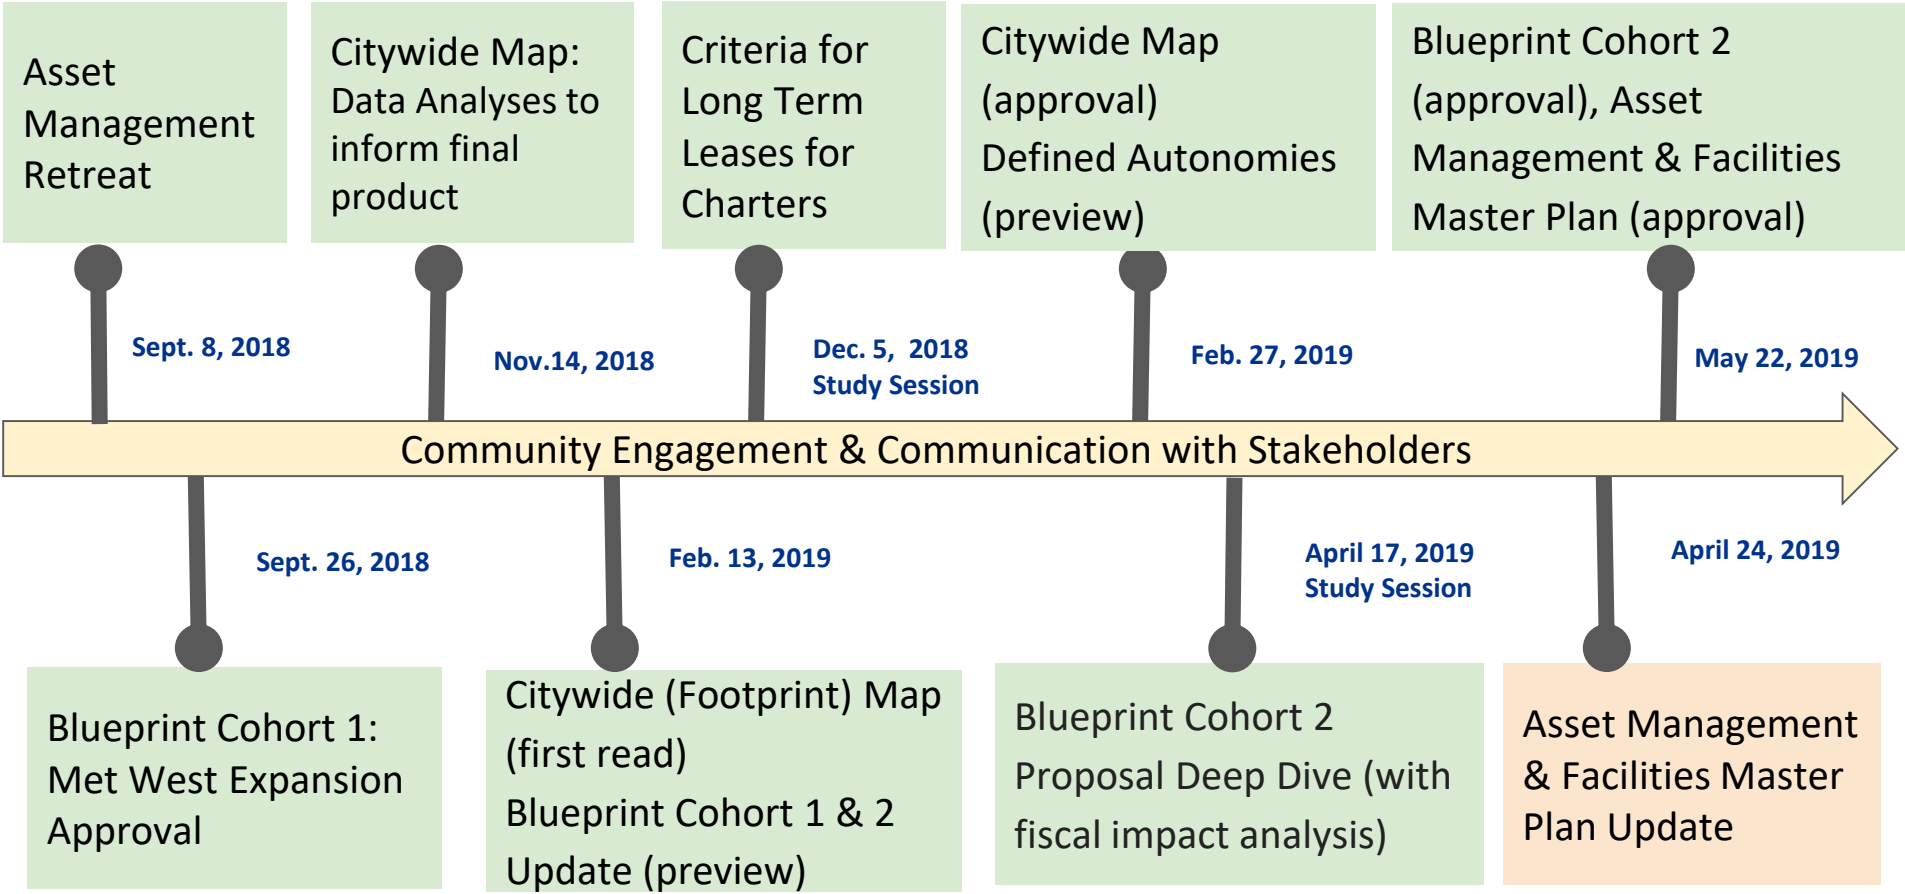 Asset
Management
Retreat
Citywide Map:
Data Analyses to
inform final
product
Criteria for
Long Term
Leases for
Charters
Citywide Map
(approval)
Defined Autonomies
(preview)
Blueprint Cohort 2
(approval), Asset
Management & Facilities
Master Plan (approval)
Sept. 8, 2018
Nov.14, 2018
Dec. 5, 2018
Study Session
Feb. 27, 2019
May 22, 2019
Community Engagement & Communication with Stakeholders
Sept. 26, 2018
Feb. 13, 2019
April 17, 2019
Study Session
April 24, 2019
Blueprint Cohort 1:
Met West Expansion
Approval
Citywide (Footprint) Map
(first read)
Blueprint Cohort 1 & 2
Update (preview)
Blueprint Cohort 2
Proposal Deep Dive (with
fiscal impact analysis)
Asset Management
& Facilities Master
Plan Update